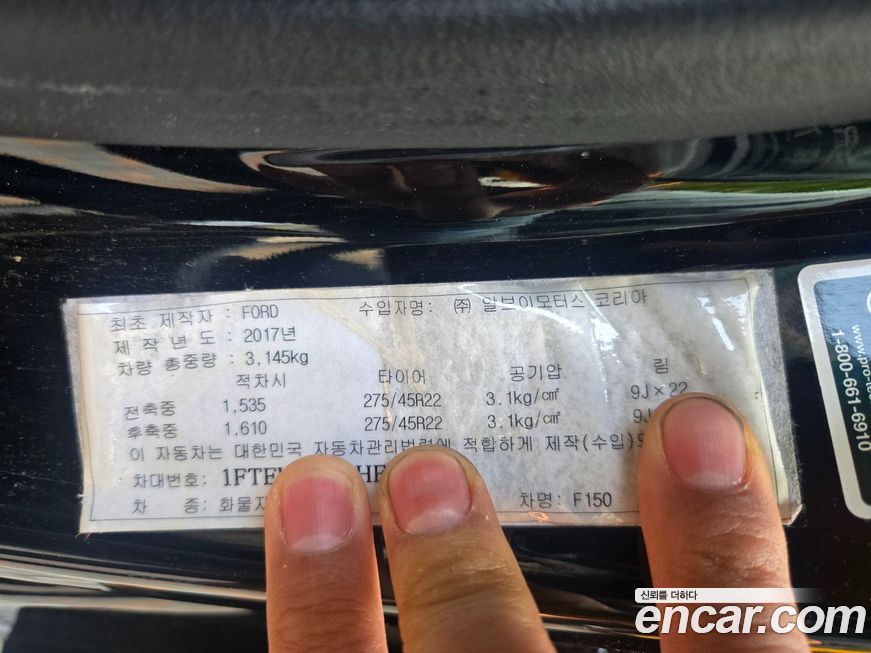 최초 제작자 : FORD 수입자명: ㈜ 알브이모터스 코리아
제 작 년 도 : 2017년
차량 총중량 : 3,145kg
적차시 타이어 공기압 림
전축중 1,535 275/45R22 3.1kg/㎠ 9J×22
후축중 1,610 275/45R22 3.1kg/㎠ 9J
이 자동차는 대한민국 자동차관리법령에 적합하게 제작(수입)되
차대번호: 1FTE
차 종: 화물자 차명: F150
1-800-661-6910
신뢰를 더하다
encar.com